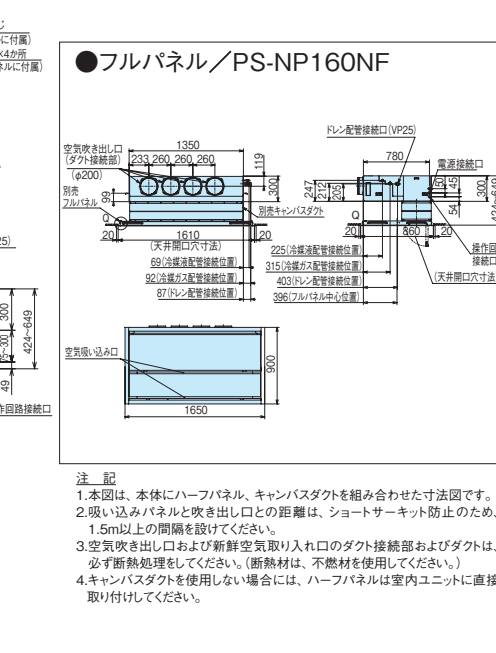 に付属)
×4か所
ネルに付属)
25)
300
75~300
424~649
49
作回路接続口
●フルパネル/PS-NP160NF
空気吹き出し口
(ダクト接続部)
(φ200)
別売
フルパネル
1350
233 260 260 260
119
300
99
Q
20
1610
20
(天井開口穴寸法)
69(冷媒液配管接続位置)
92(冷媒ガス配管接続位置)
87(ドレン配管接続位置)
別売キャンバスダクト
ドレン配管接続口(VP25)
780
電源接続口
247
212
205
50
45
54
300
424~649
Q
20
860
20
操作回
接続口
(天井開口穴寸法
225(冷媒液配管接続位置)
315(冷媒ガス配管接続位置)
403(ドレン配管接続位置)
396(フルパネル中心位置)
空気吸い込み口
900
1650
注 記
1.本図は、本体にハーフパネル、キャンバスダクトを組み合わせた寸法図です。
2.吸い込みパネルと吹き出し口との距離は、ショートサーキット防止のため、
1.5m以上の間隔を設けてください。
3.空気吹き出し口および新鮮空気取り入れ口のダクト接続部およびダクトは、
必ず断熱処理をしてください。(断熱材は、不燃材を使用してください。)
4.キャンバスダクトを使用しない場合には、ハーフパネルは室内ユニットに直接
取り付けしてください。